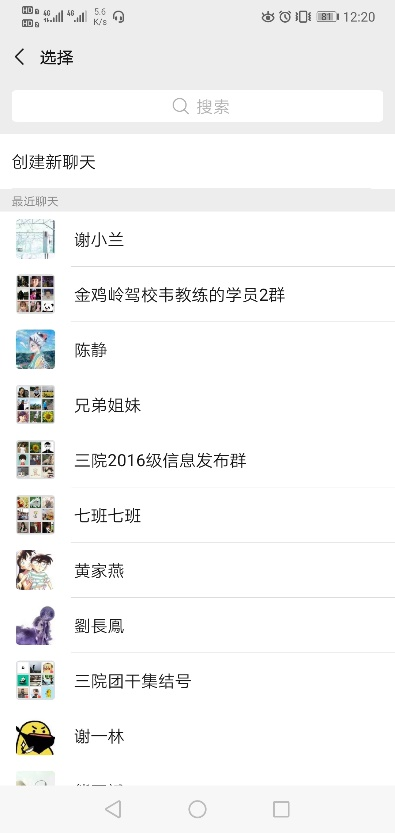 HD 4G 4G 5.6 81 12:20
HD K/s
选择
搜索
创建新聊天
最近聊天
谢小兰
金鸡岭驾校韦教练的学员2群
陈静
兄弟姐妹
三院2016级信息发布群
七班七班
黄家燕
劉長鳳
三院团干集结号
谢一林